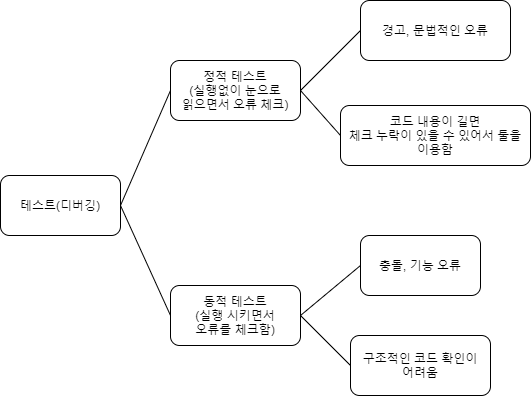 테스트(디버깅)
정적 테스트
(실행없이 눈으로
읽으면서 오류 체크)
경고, 문법적인 오류
코드 내용이 길면
체크 누락이 있을 수 있어서 툴을
이용함
동적 테스트
(실행 시키면서
오류를 체크함)
충돌, 기능 오류
구조적인 코드 확인이
어려움